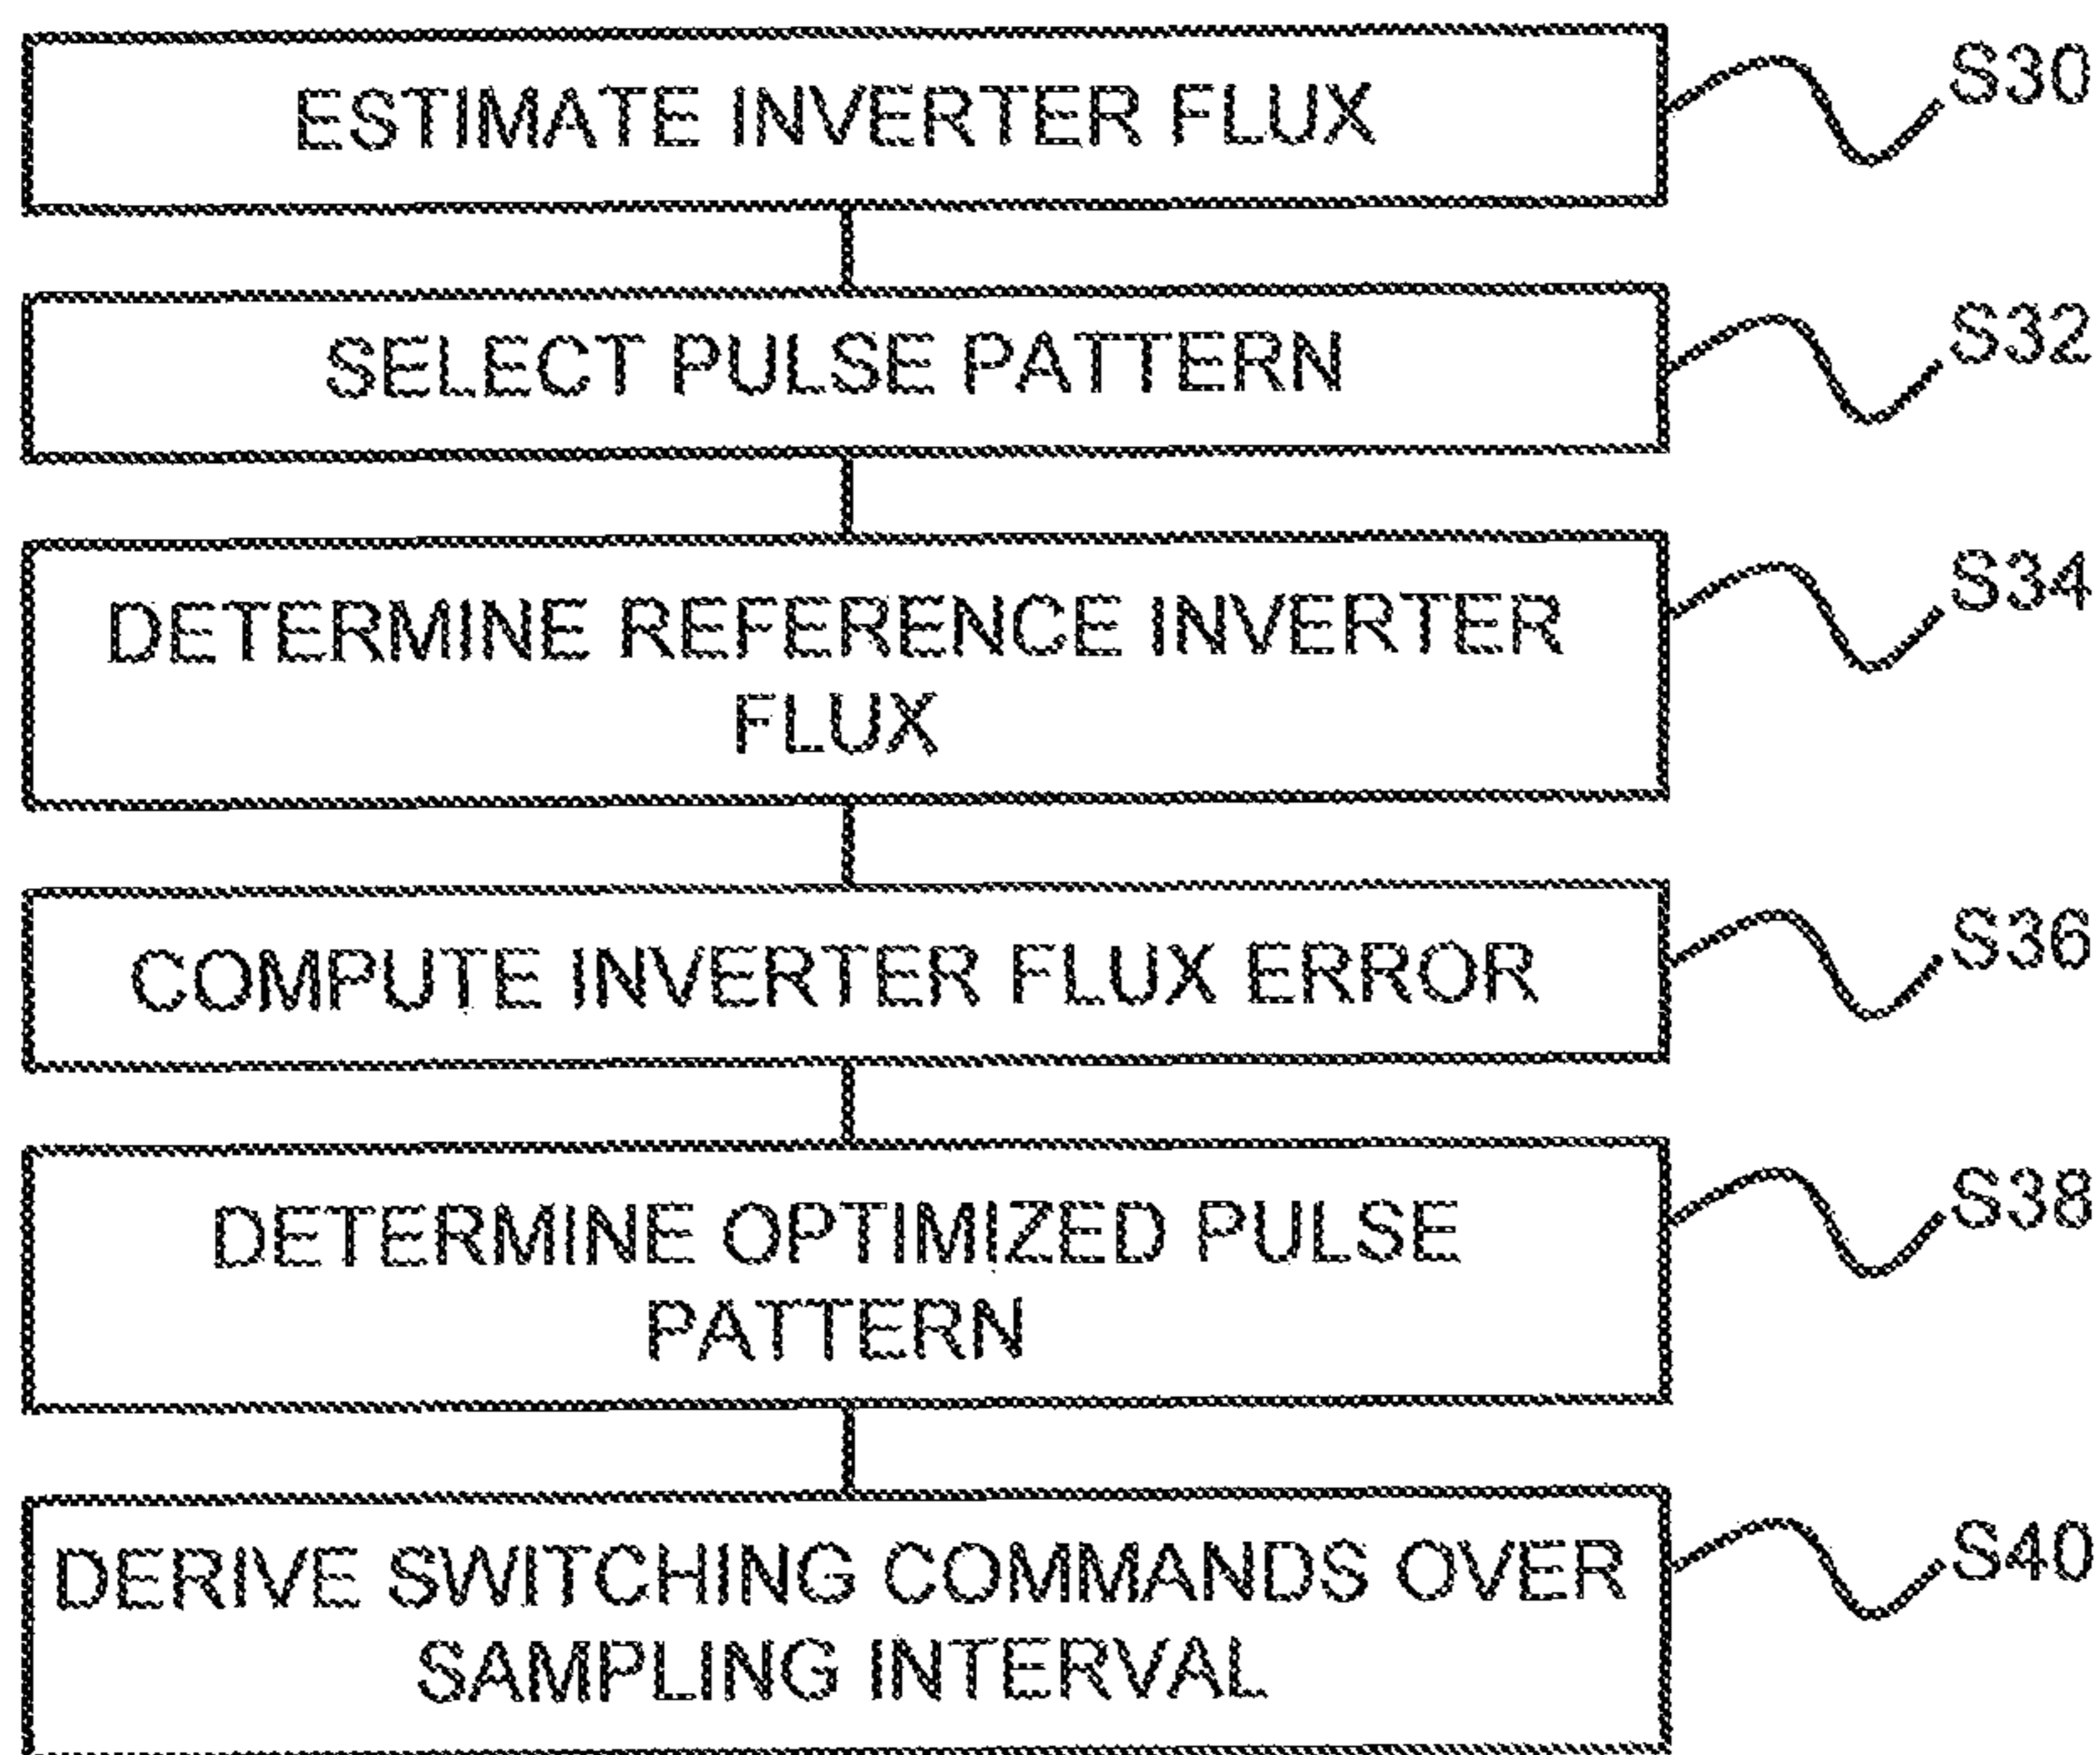 ESTIMATE INVERTER FLUX
S30
SELECT PULSE PATTERN
S32
DETERMINE REFERENCE INVERTER
FLUX
S34
COMPUTE INVERTER FLUX ERROR
S36
DETERMINE OPTIMIZED PULSE
PATTERN
S38
DERIVE SWITCHING COMMANDS OVER
SAMPLING INTERVAL
S40